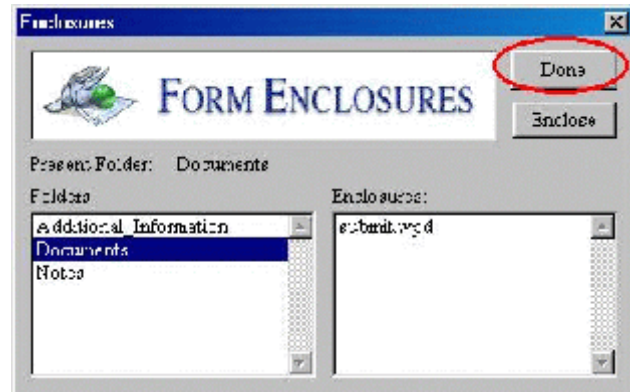 Enclosures
FORM ENCLOSURES
Done
Enclose
Present Folder: Documents
Folders
Enclosures:
Additional_Information
Documents
Notes
submit.wpd